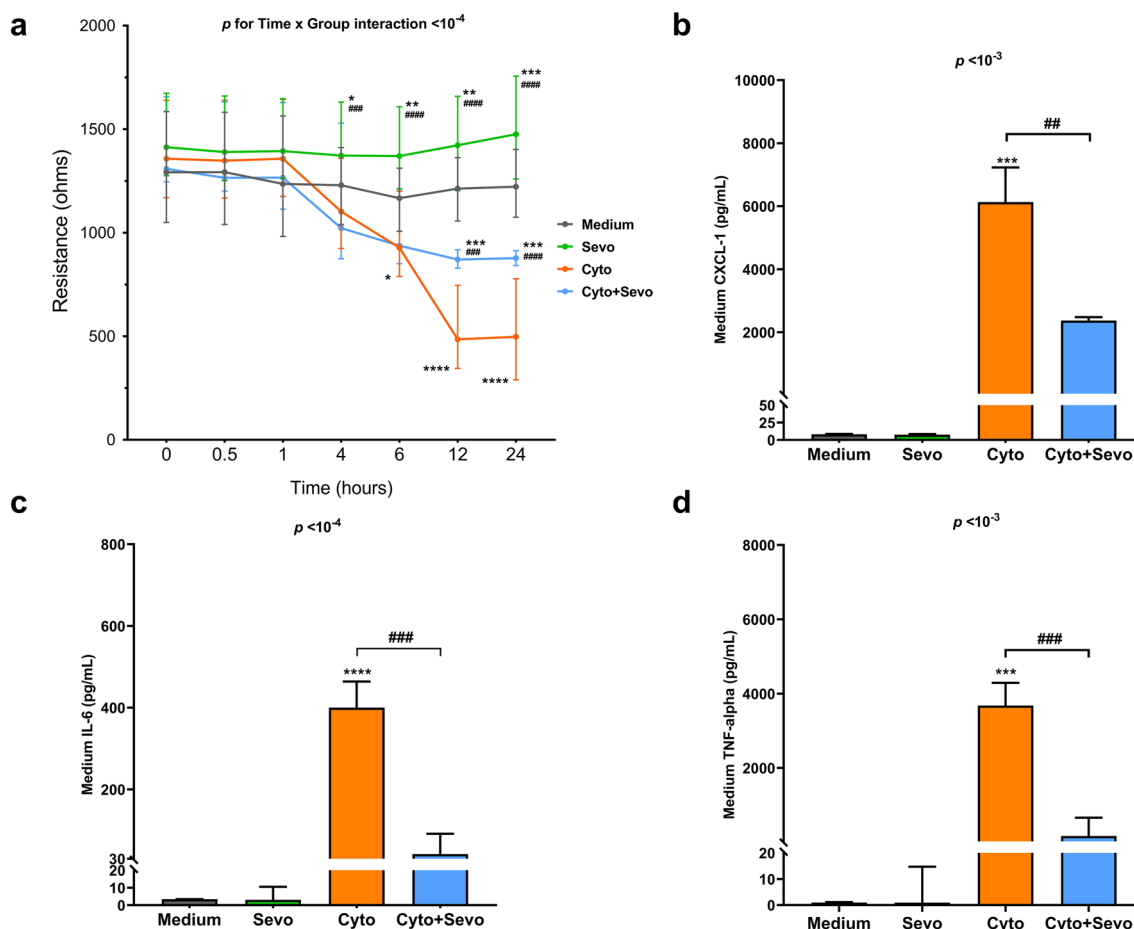 a
p for Time x Group interaction <10-4
2000
1500
1000
500
0
Resistance (ohms)
0 0.5 1 4 6 12 24
Time (hours)
*
###
**
####
**
####
***
####
***
###
***
####
*
****
****
Medium
Sevo
Cyto
Cyto+Sevo
b
p <10-3
10000
8000
6000
4000
2000
50
25
0
Medium CXCL-1 (pg/mL)
##
***
Medium Sevo Cyto Cyto+Sevo
c
p <10-4
800
600
400
200
30
20
10
0
Medium IL-6 (pg/mL)
###
****
Medium Sevo Cyto Cyto+Sevo
d
p <10-3
8000
6000
4000
2000
20
10
0
Medium TNF-alpha (pg/mL)
###
***
Medium Sevo Cyto Cyto+Sevo